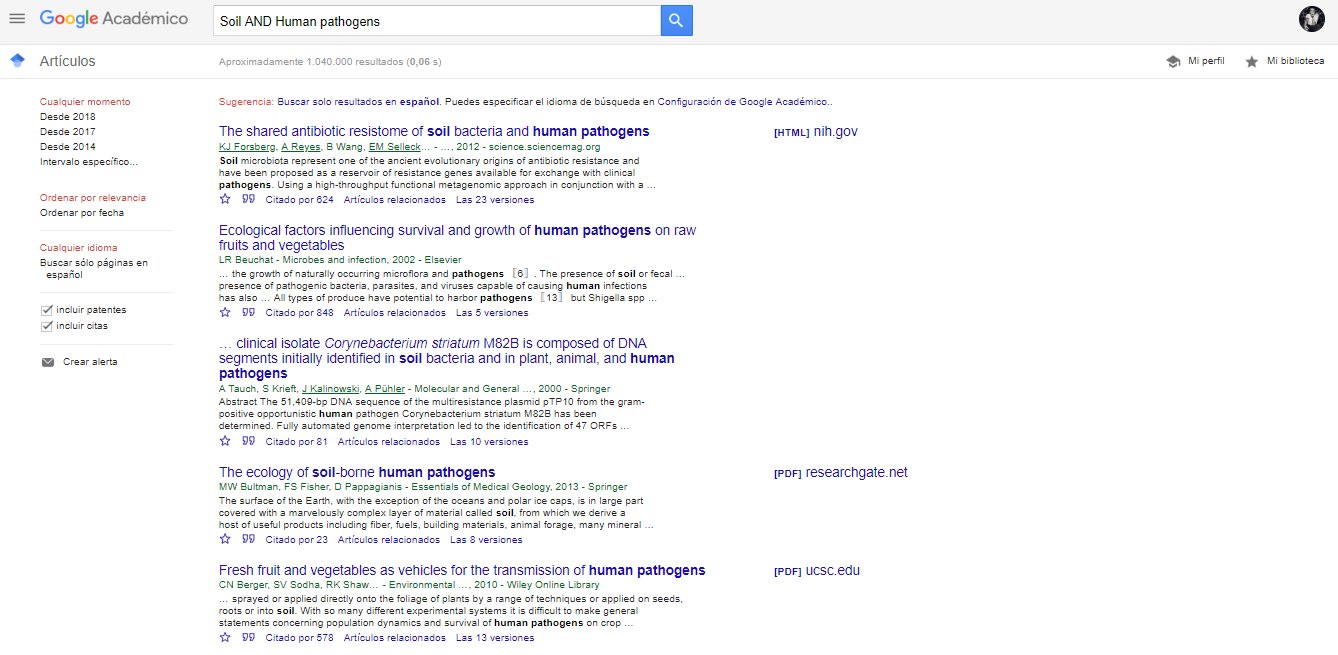 Google Académico
Soil AND Human pathogens
Artículos
Aproximadamente 1.040.000 resultados (0,06 s)
Mi perfil
Mi biblioteca
Cualquier momento
Desde 2018
Desde 2017
Desde 2014
Intervalo específico...
Ordenar por relevancia
Ordenar por fecha
Cualquier idioma
Buscar sólo páginas en
español
incluir patentes
incluir citas
Crear alerta
Sugerencia: Buscar solo resultados en español. Puedes especificar el idioma de búsqueda en Configuración de Google Académico..
The shared antibiotic resistome of soil bacteria and human pathogens
[HTML] nih.gov
KJ Forsberg, A Reyes, B Wang, EM Selleck... - ..., 2012 - science.sciencemag.org
Soil microbiota represent one of the ancient evolutionary origins of antibiotic resistance and
have been proposed as a reservoir of resistance genes available for exchange with clinical
pathogens. Using a high-throughput functional metagenomic approach in conjunction with a ...
Citado por 624 Artículos relacionados Las 23 versiones
Ecological factors influencing survival and growth of human pathogens on raw
fruits and vegetables
LR Beuchat - Microbes and infection, 2002 - Elsevier
... the growth of naturally occurring microflora and pathogens [6] . The presence of soil or fecal ...
presence of pathogenic bacteria, parasites, and viruses capable of causing human infections
has also ... All types of produce have potential to harbor pathogens [13] but Shigella spp ...
Citado por 848 Artículos relacionados Las 5 versiones
... clinical isolate Corynebacterium striatum M82B is composed of DNA
segments initially identified in soil bacteria and in plant, animal, and human
pathogens
A Tauch, S Krieft, J Kalinowski, A Pühler - Molecular and General ..., 2000 - Springer
Abstract The 51,409-bp DNA sequence of the multiresistance plasmid pTP10 from the gram-
positive opportunistic human pathogen Corynebacterium striatum M82B has been
determined. Fully automated genome interpretation led to the identification of 47 ORFs ...
Citado por 81 Artículos relacionados Las 10 versiones
The ecology of soil-borne human pathogens
[PDF] researchgate.net
MW Bultman, FS Fisher, D Pappagianis - Essentials of Medical Geology, 2013 - Springer
The surface of the Earth, with the exception of the oceans and polar ice caps, is in large part
covered with a marvelously complex layer of material called soil, from which we derive a
host of useful products including fiber, fuels, building materials, animal forage, many mineral ...
Citado por 23 Artículos relacionados Las 8 versiones
Fresh fruit and vegetables as vehicles for the transmission of human pathogens
[PDF] ucsc.edu
CN Berger, SV Sodha, RK Shaw... - Environmental ..., 2010 - Wiley Online Library
... sprayed or applied directly onto the foliage of plants by a range of techniques or applied on seeds,
roots or into soil. With so many different experimental systems it is difficult to make general
statements concerning population dynamics and survival of human pathogens on crop ...
Citado por 578 Artículos relacionados Las 13 versiones